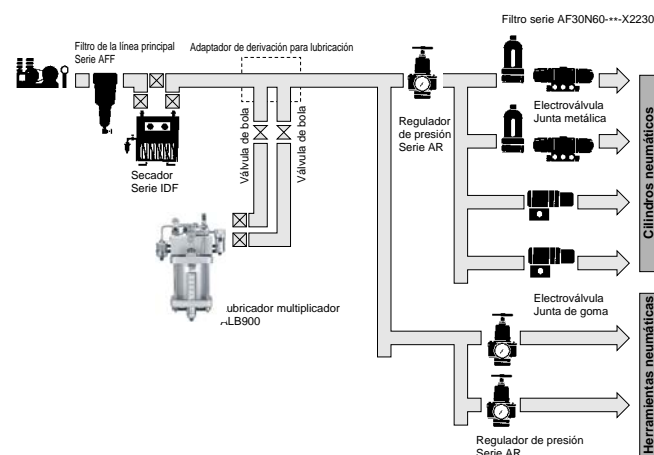 Filtro serie AF30N60-**-X2230
Filtro de la línea principal
Serie AFF
Adaptador de derivación para lubricación
Válvula de bola
Válvula de bola
Secador
Serie IDF
Regulador
de presión
Serie AR
Electroválvula
Junta metálica
Cilindros neumáticos
ubricador multiplicador
ALB900
Electroválvula
Junta de goma
Herramientas neumáticas
Regulador de presión
Serie AR